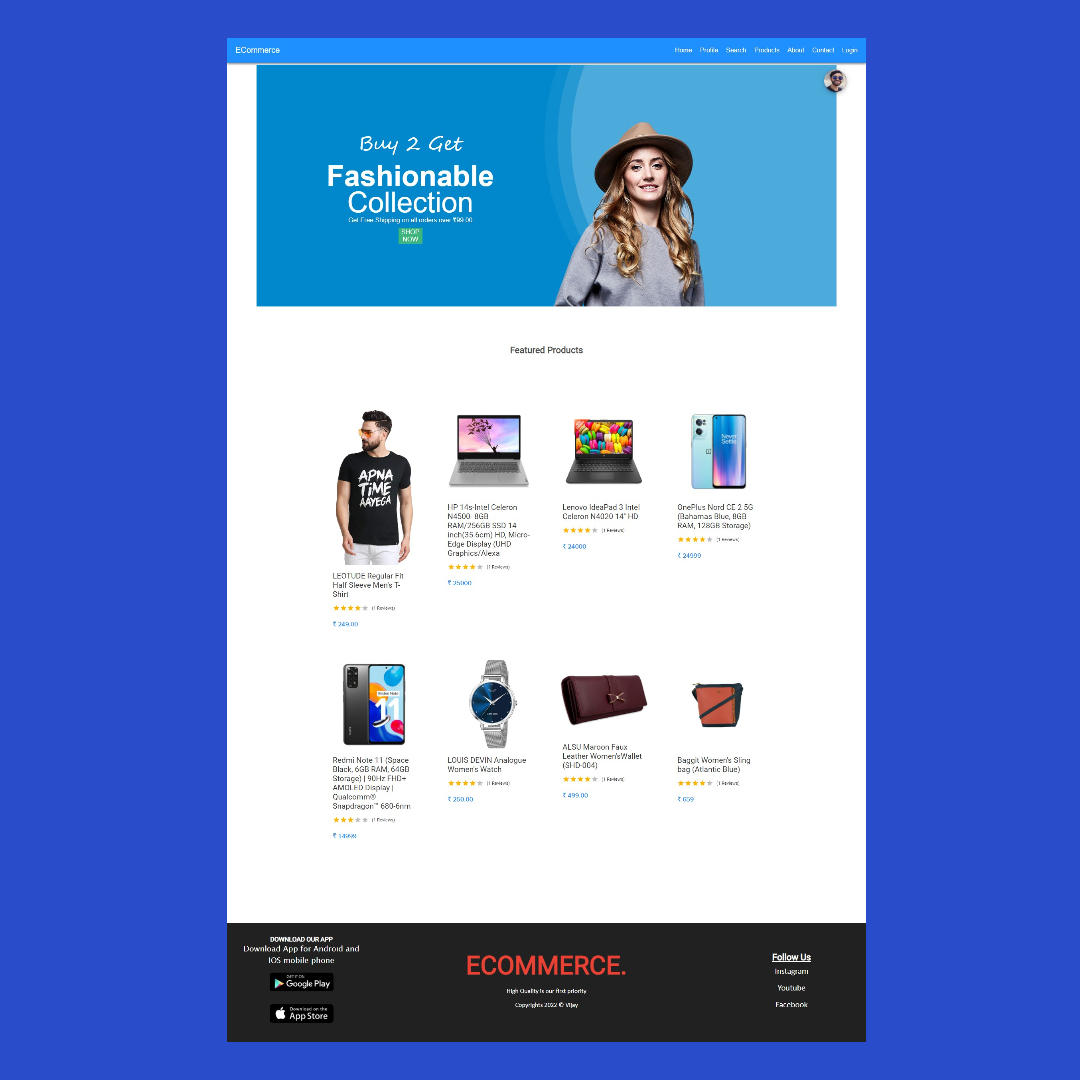 ECommerce
Home Profile Search Products About Contact Login
Buy 2 Get
Fashionable
Collection
Get Free Shipping on all orders over ₹99.00
SHOP
NOW
Featured Products
APNA
TIME
AAYEGA
LEOTUDE Regular Fit
Half Sleeve Men's T-
Shirt
(1 Reviews)
₹ 249.00
HP 14s-Intel Celeron
N4500- 8GB
RAM/256GB SSD 14
inch(35.6cm) HD, Micro-
Edge Display (UHD
Graphics/Alexa
(1 Reviews)
₹ 25000
Lenovo IdeaPad 3 Intel
Celeron N4020 14" HD
(1 Reviews)
₹ 24000
Never
Settle
OnePlus Nord CE 2 5G
(Bahamas Blue, 8GB
RAM, 128GB Storage)
(1 Reviews)
₹ 24999
Redmi Note
11
Redmi Note 11 (Space
Black, 6GB RAM, 64GB
Storage) | 90Hz FHD+
AMOLED Display |
Qualcomm®
Snapdragon™ 680-6nm
(1 Reviews)
₹ 14999
LOUIS DEVIN Analogue
Women's Watch
(1 Reviews)
₹ 260.00
ALSU Maroon Faux
Leather Women'sWallet
(SHD-004)
(1 Reviews)
₹ 499.00
Baggit Women's Sling
bag (Atlantic Blue)
(1 Reviews)
₹ 659
DOWNLOAD OUR APP
Download App for Android and
IOS mobile phone
GET IT ON
Google Play
Download on the
App Store
ECOMMERCE.
High Quality is our first priority
Copyrights 2022 © Vijay
Follow Us
Instagram
Youtube
Facebook